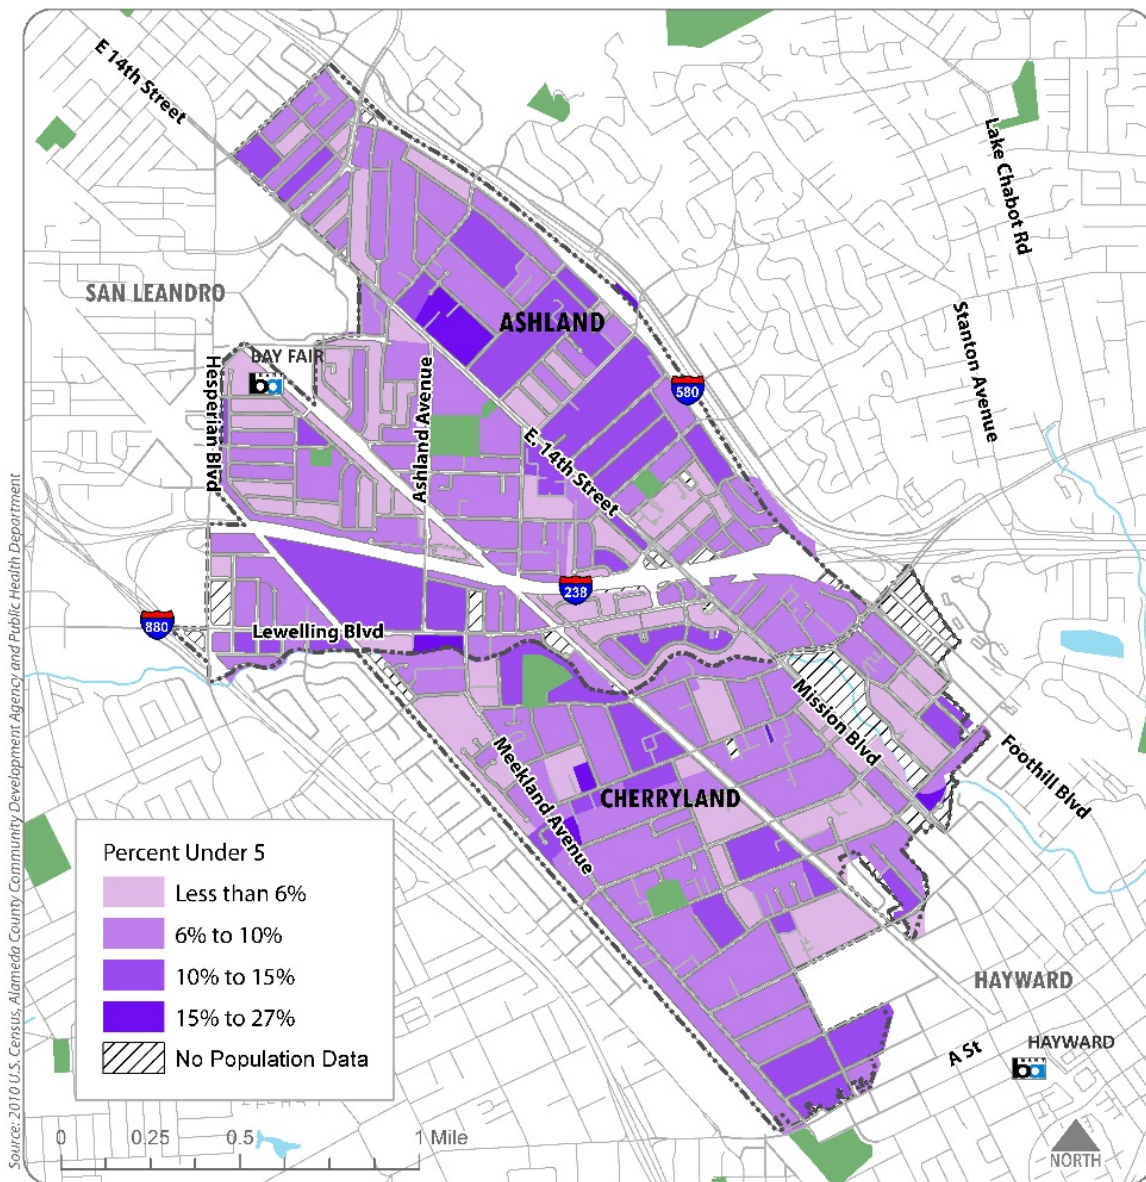 E 14th Street
Lake Chabot Rd
SAN LEANDRO
ASHLAND
Stanton Avenue
BAY FAIR
ba
Hesperian Blvd
Ashland Avenue
580
E. 14th Street
238
880
Lewelling Blvd
Mission Blvd
Foothill Blvd
Meekland Avenue
CHERRYLAND
Percent Under 5
Less than 6%
6% to 10%
10% to 15%
15% to 27%
No Population Data
HAYWARD
A St
HAYWARD
ba
0 0.25 0.5 1 Mile
NORTH
Source: 2010 U.S. Census, Alameda County Community Development Agency and Public Health Department